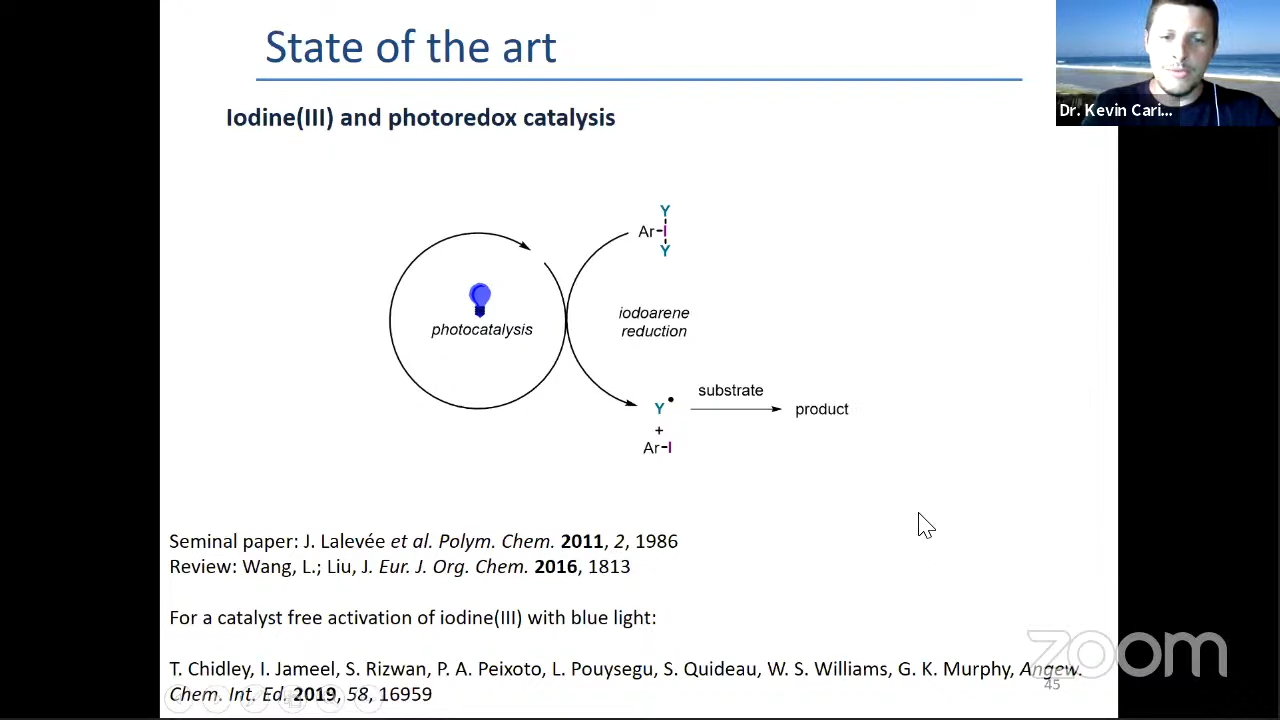 State of the art
Dr. Kevin Cari...
Iodine(III) and photoredox catalysis
Y
Ar-I
Y
photocatalysis
iodoarene
reduction
substrate
Y•
product
+
Ar-I
Seminal paper: J. Lalevée et al. Polym. Chem. 2011, 2, 1986
Review: Wang, L.; Liu, J. Eur. J. Org. Chem. 2016, 1813
For a catalyst free activation of iodine(III) with blue light:
T. Chidley, I. Jameel, S. Rizwan, P. A. Peixoto, L. Pouysegu, S. Quideau, W. S. Williams, G. K. Murphy, Angew.
Chem. Int. Ed. 2019, 58, 16959
45
zoom